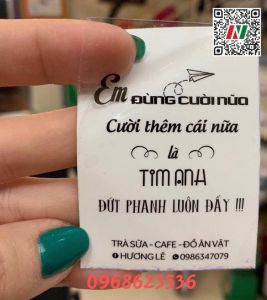 N
Em ĐỪNG CƯỜI NỮA
Cười thêm cái nữa
là
TIM ANH
ĐỨT PHANH LUÔN ĐẤY !!!
TRÀ SỮA - CAFE - ĐỒ ĂN VẶT
HƯƠNG LÊ 0986347079
0968625536